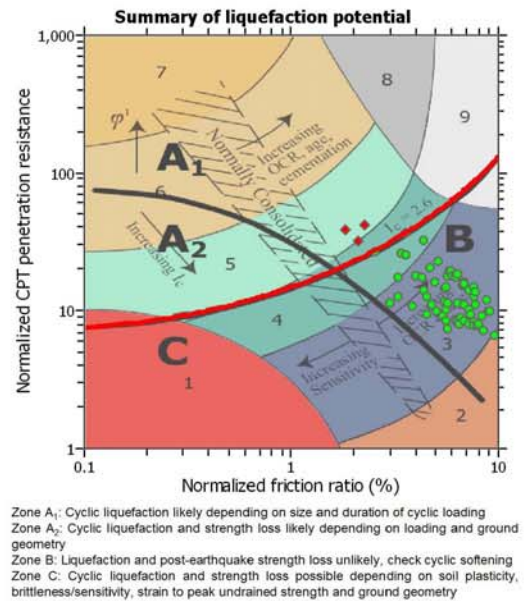 Summary of liquefaction potential
1,000
100
10
1
0.1
1
10
Normalized CPT penetration resistance
Normalized friction ratio (%)
7
8
9
φ'
A1
Normally Consolidated
Increasing
OCR, age,
cementation
6
A2
Increasing Ic
5
Ic = 2.6
B
4
C
1
Increasing
Sensitivity
OCR
3
2
Zone A1: Cyclic liquefaction likely depending on size and duration of cyclic loading
Zone A2: Cyclic liquefaction and strength loss likely depending on loading and ground
geometry
Zone B: Liquefaction and post-earthquake strength loss unlikely, check cyclic softening
Zone C: Cyclic liquefaction and strength loss possible depending on soil plasticity,
brittleness/sensitivity, strain to peak undrained strength and ground geometry